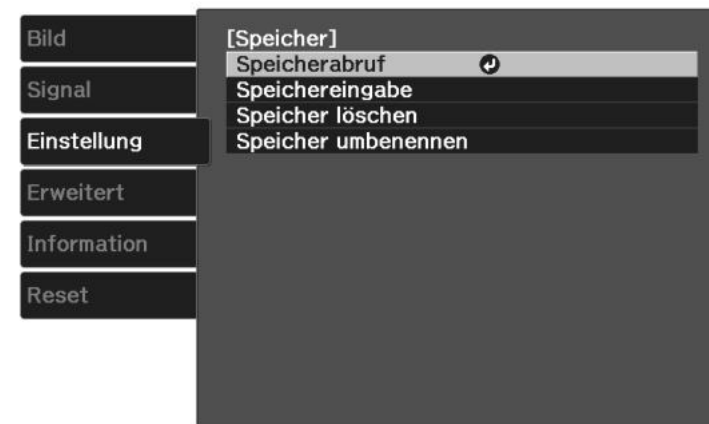 Bild
Signal
Einstellung
Erweitert
Information
Reset
[Speicher]
Speicherabruf
Speichereingabe
Speicher löschen
Speicher umbenennen